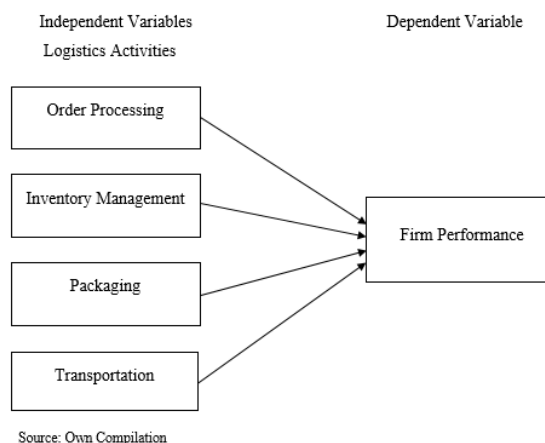 Independent Variables
Dependent Variable
Logistics Activities
Order Processing
Inventory Management
Firm Performance
Packaging
Transportation
Source: Own Compilation